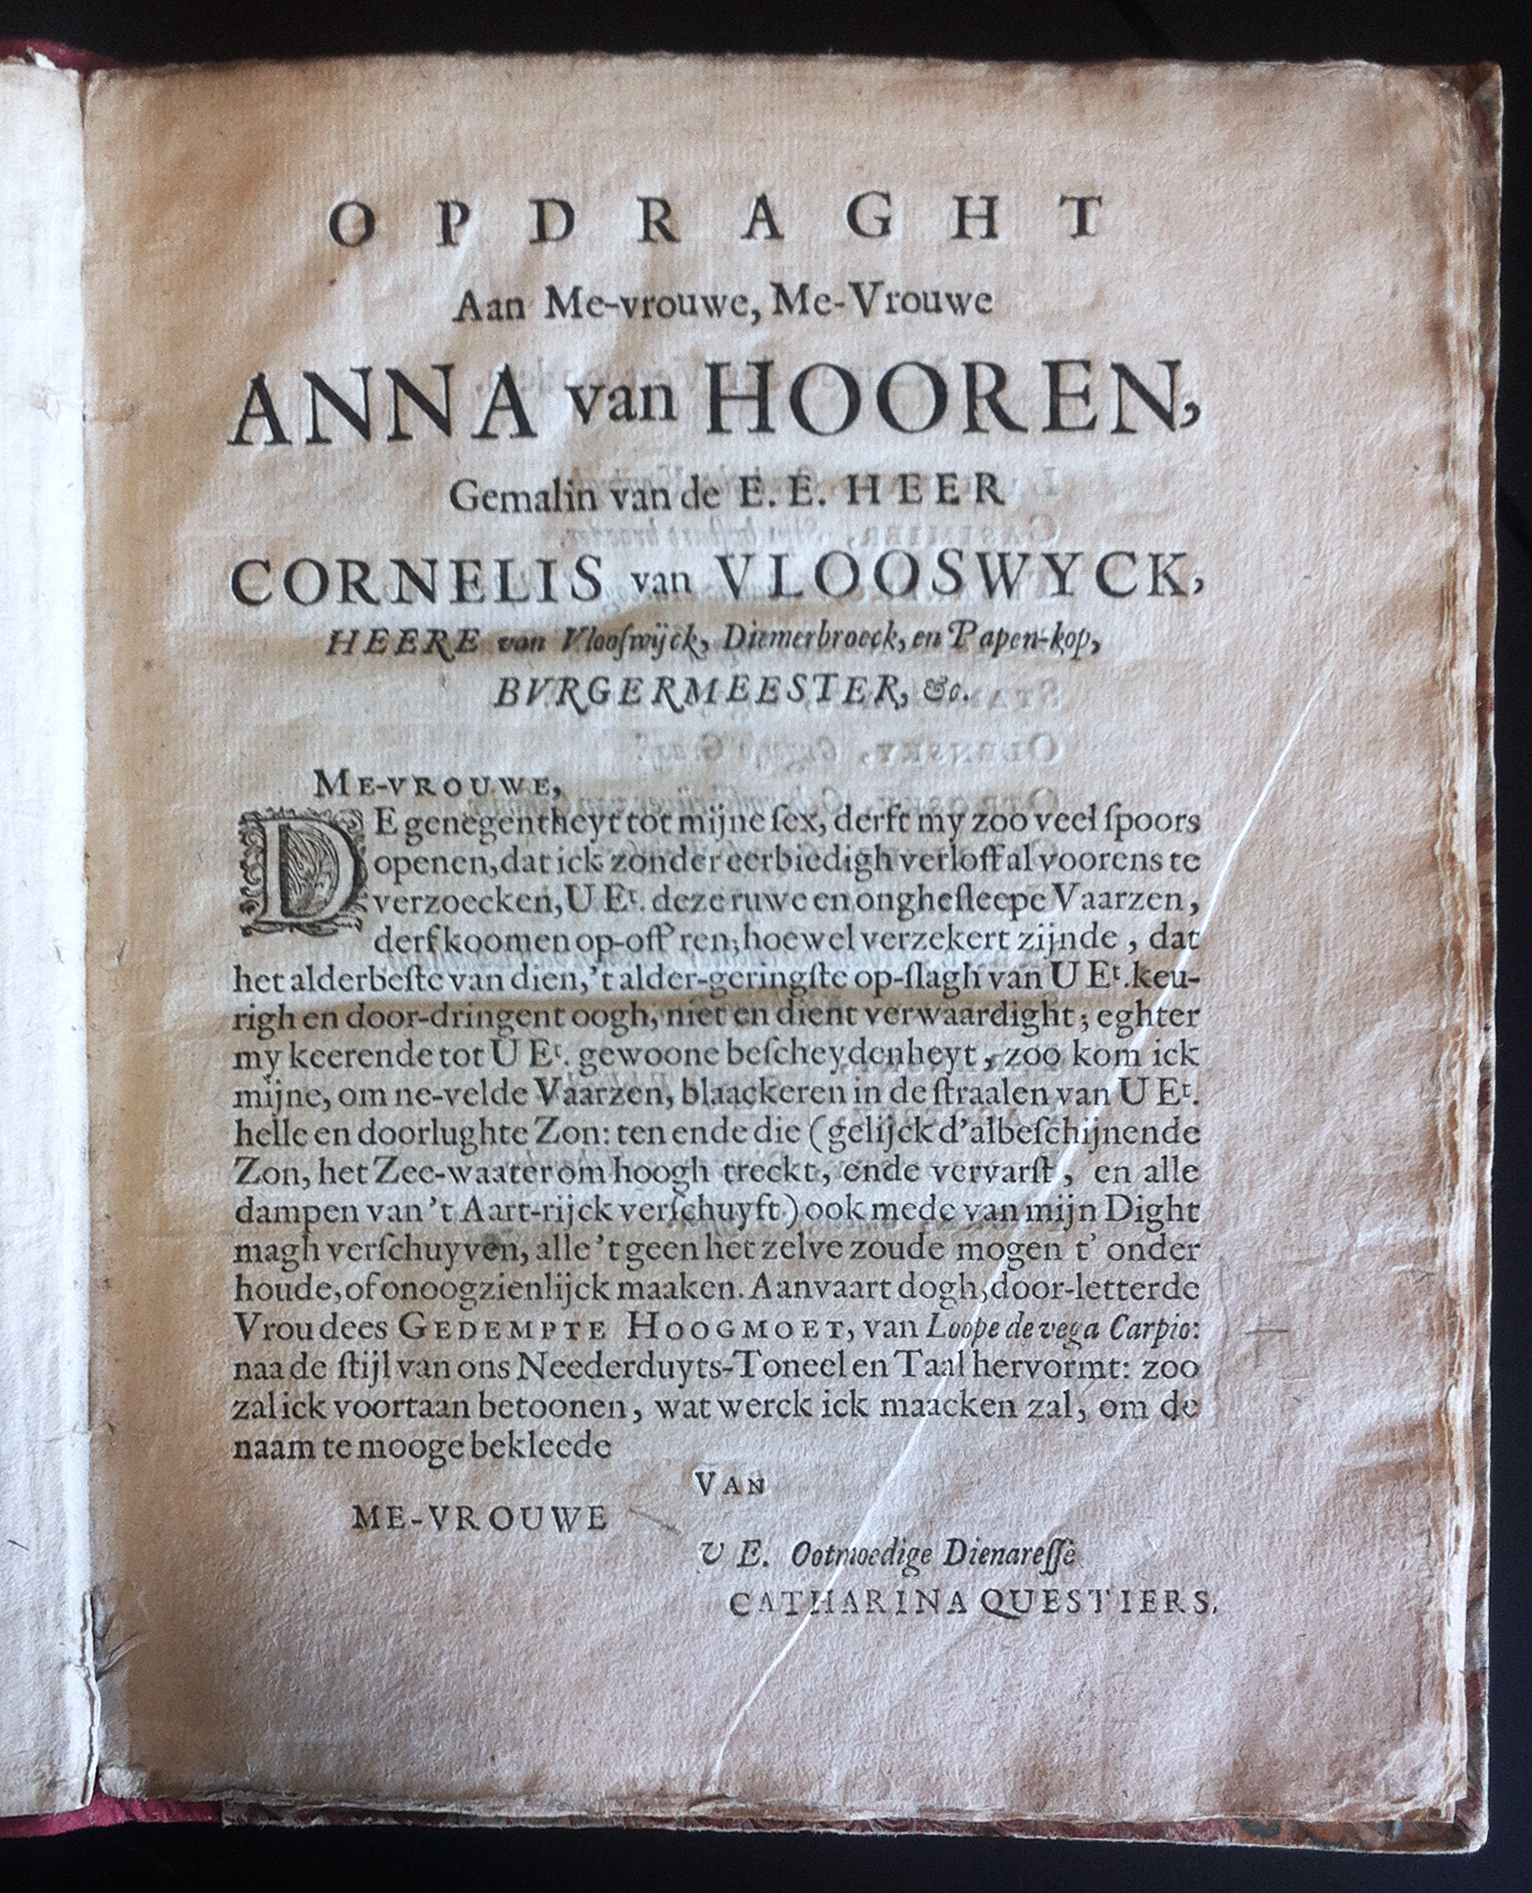 OPDRAGHT
Aan Me-vrouwe, Me-Vrouwe
ANNA van HOOREN,
Gemalin van de E. E. HEER
CORNELIS van VLOOSWYCK,
HEERE van Vlooſwijck, Diemerbroeck, en Papen-kop,
BVRGERMEESTER, &c.
ME-VROUWE,
DE genegentheyt tot mijne ſex, derft my zoo veel ſpoors
openen, dat ick zonder eerbiedigh verloff al voorens te
verzoecken, U Eᵗ. deze ruwe en ongheſleepe Vaarzen,
derf koomen op-off'ren; hoewel verzekert zijnde, dat
het alderbeſte van dien, 't alder-geringſte op-ſlagh van U Eᵗ. keu-
righ en door-dringent oogh, niet en dient verwaardight; eghter
my keerende tot U Eᵗ. gewoone beſcheydenheyt, zoo kom ick
mijne, om ne-velde Vaarzen, blaackeren in de ſtraalen van U Eᵗ.
helle en doorlughte Zon: ten ende die (gelijck d'albeſchijnende
Zon, het Zee-waater om hoogh treckt, ende vervarſt, en alle
dampen van 't Aart-rijck verſchuyft) ook mede van mijn Dight
magh verſchuyven, alle 't geen het zelve zoude mogen t' onder
houde, of onoogzienlijck maaken. Aanvaart dogh, door-letterde
Vrou dees GEDEMPTE HOOGMOET, van Loope de vega Carpio:
naa de ſtijl van ons Neederduyts-Toneel en Taal hervormt: zoo
zal ick voortaan betoonen, wat werck ick maacken zal, om de
naam te mooge bekleede
VAN
ME-VROUWE
U E. Ootmoedige Dienareſſe
CATHARINA QUESTIERS.